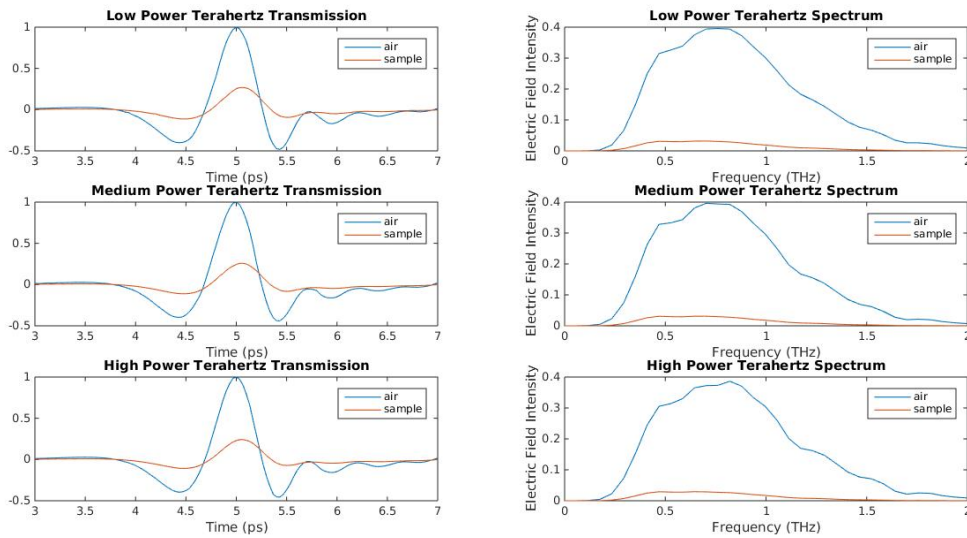 Low Power Terahertz Transmission
1
0.5
0
-0.5
3 3.5 4 4.5 5 5.5 6 6.5 7
Time (ps)
air
sample
Low Power Terahertz Spectrum
Electric Field Intensity
0.4
0.3
0.2
0.1
0
0 0.5 1 1.5 2
Frequency (THz)
air
sample
Medium Power Terahertz Transmission
1
0.5
0
-0.5
3 3.5 4 4.5 5 5.5 6 6.5 7
Time (ps)
air
sample
Medium Power Terahertz Spectrum
Electric Field Intensity
0.4
0.3
0.2
0.1
0
0 0.5 1 1.5 2
Frequency (THz)
air
sample
High Power Terahertz Transmission
1
0.5
0
-0.5
3 3.5 4 4.5 5 5.5 6 6.5 7
Time (ps)
air
sample
High Power Terahertz Spectrum
Electric Field Intensity
0.4
0.3
0.2
0.1
0
0 0.5 1 1.5 2
Frequency (THz)
air
sample